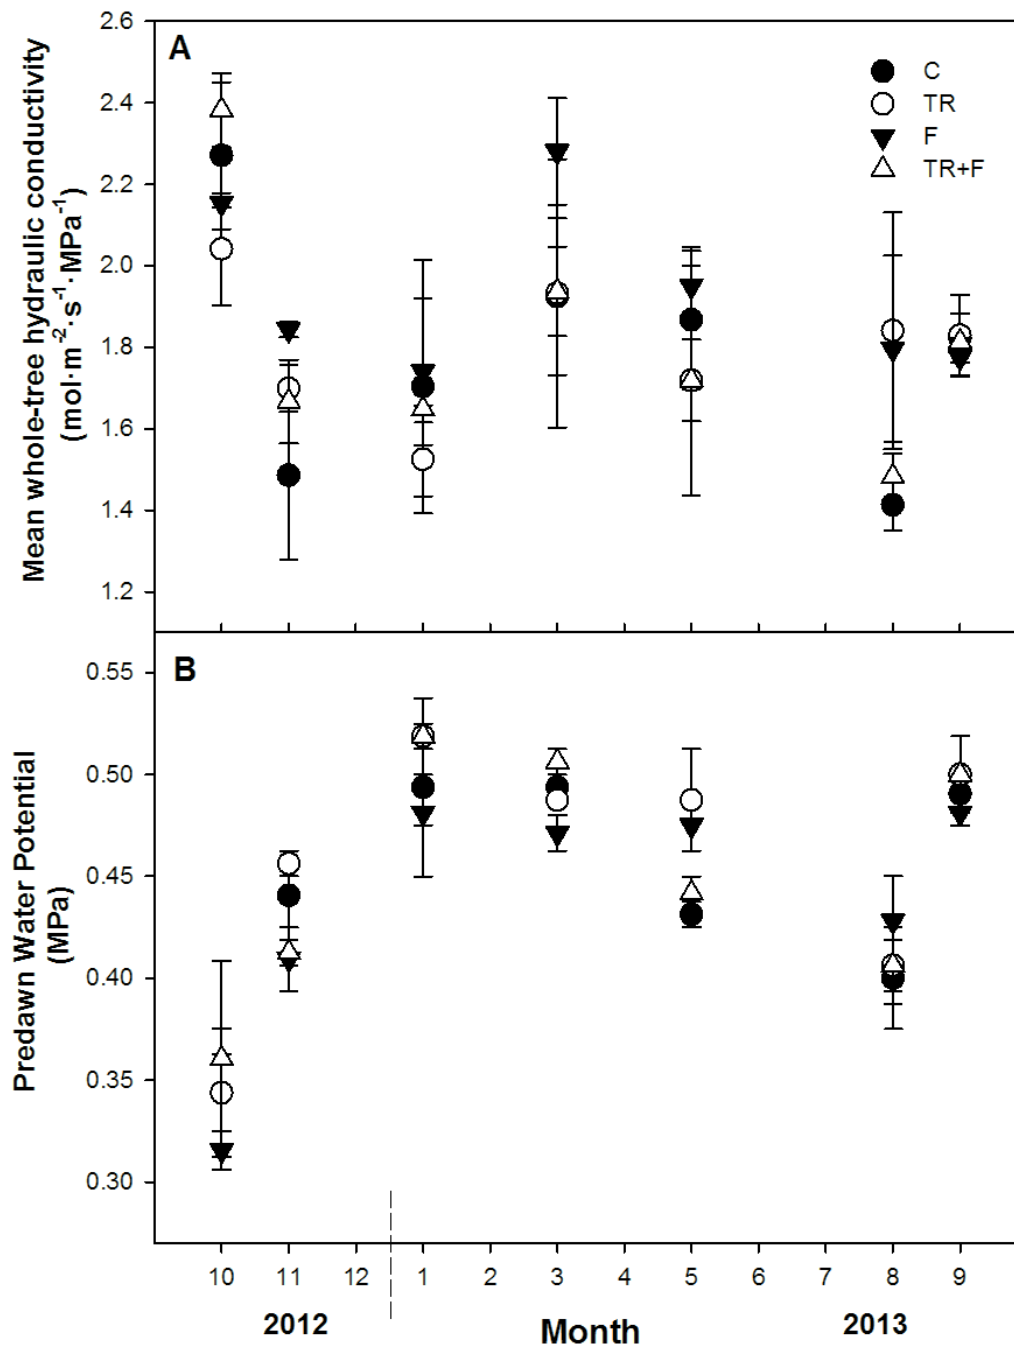 A
C
TR
F
TR+F
Mean whole-tree hydraulic conductivity
(mol·m⁻²·s⁻¹·MPa⁻¹)
2.6
2.4
2.2
2.0
1.8
1.6
1.4
1.2
B
Predawn Water Potential
(MPa)
0.55
0.50
0.45
0.40
0.35
0.30
10 11 12 1 2 3 4 5 6 7 8 9
2012 Month 2013